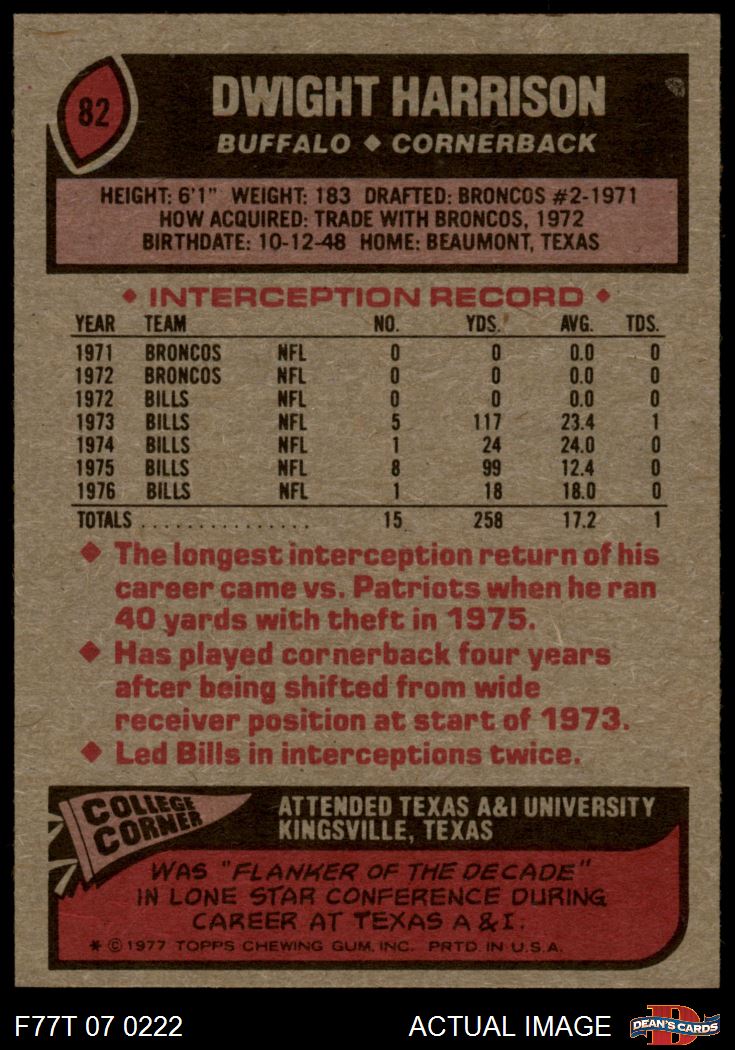 82
DWIGHT HARRISON
BUFFALO ◆ CORNERBACK
HEIGHT: 6'1" WEIGHT: 183 DRAFTED: BRONCOS #2-1971
HOW ACQUIRED: TRADE WITH BRONCOS, 1972
BIRTHDATE: 10-12-48 HOME: BEAUMONT, TEXAS
◆ INTERCEPTION RECORD ◆
YEAR TEAM NO. YDS. AVG. TDS.
1971 BRONCOS NFL 0 0 0.0 0
1972 BRONCOS NFL 0 0 0.0 0
1972 BILLS NFL 0 0 0.0 0
1973 BILLS NFL 5 117 23.4 1
1974 BILLS NFL 1 24 24.0 0
1975 BILLS NFL 8 99 12.4 0
1976 BILLS NFL 1 18 18.0 0
TOTALS . . . . . . . . . . . . . . . 15 258 17.2 1
◆ The longest interception return of his
career came vs. Patriots when he ran
40 yards with theft in 1975.
◆ Has played cornerback four years
after being shifted from wide
receiver position at start of 1973.
◆ Led Bills in interceptions twice.
COLLEGE
CORNER
ATTENDED TEXAS A&I UNIVERSITY
KINGSVILLE, TEXAS
WAS "FLANKER OF THE DECADE"
IN LONE STAR CONFERENCE DURING
CAREER AT TEXAS A & I.
* © 1977 TOPPS CHEWING GUM, INC. PRTD. IN U.S.A.
F77T 07 0222 ACTUAL IMAGE
D
DEAN'S CARDS